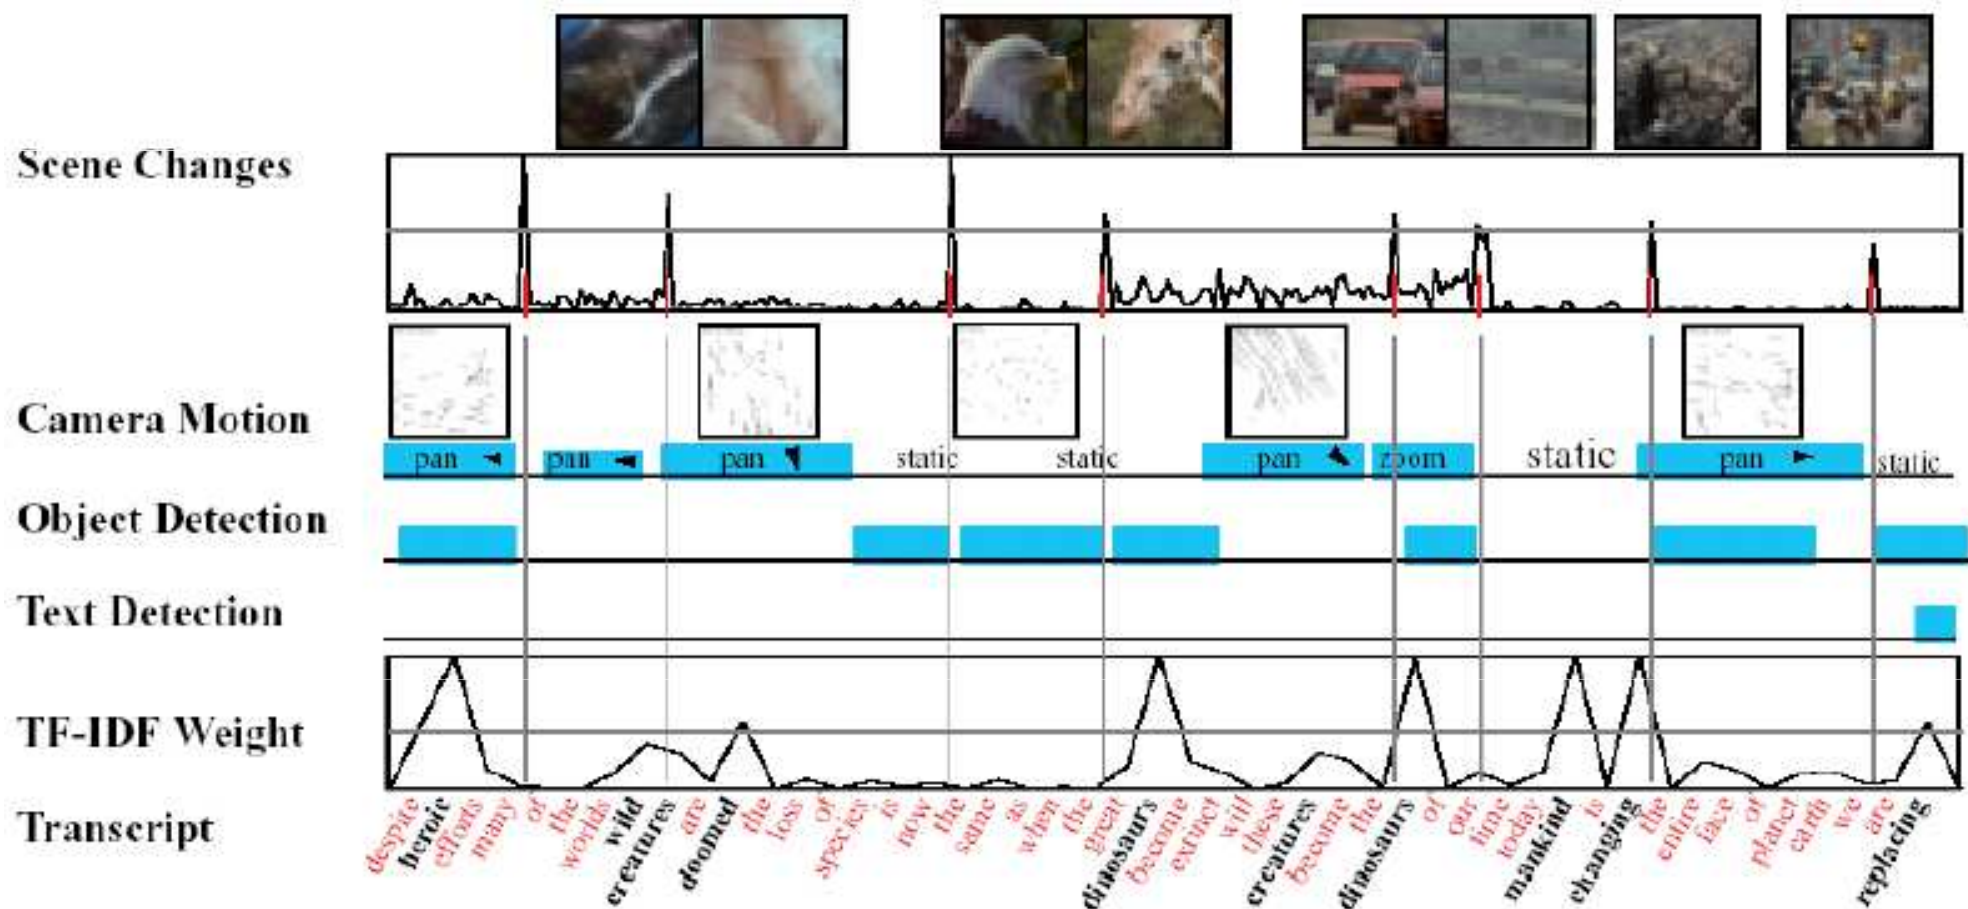 Scene Changes
Camera Motion
pan pan pan static static pan zoom static pan static
Object Detection
Text Detection
TF-IDF Weight
Transcript
despite heroic efforts many of the worlds wild creatures are doomed the loss of species is now the same as when the great dinosaurs become extinct will these creatures become the dinosaurs of our time today mankind is changing the entire face of planet earth we are replacing